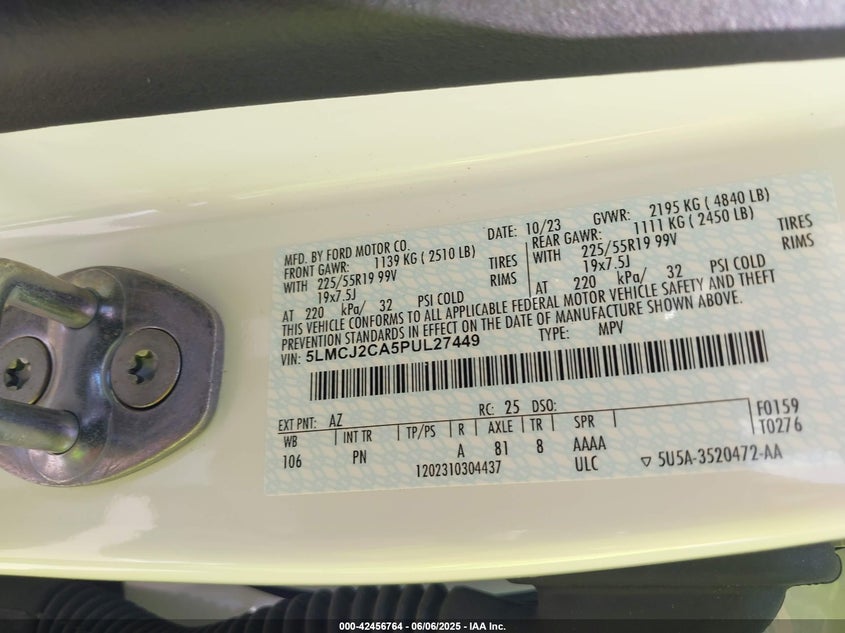 MFD. BY FORD MOTOR CO.
DATE: 10/23 GVWR: 2195 KG ( 4840 LB)
FRONT GAWR: 1139 KG ( 2510 LB) REAR GAWR: 1111 KG ( 2450 LB)
WITH 225/55R19 99V TIRES WITH 225/55R19 99V TIRES
19x7.5J RIMS 19x7.5J RIMS
AT 220 kPa/ 32 PSI COLD AT 220 kPa/ 32 PSI COLD
THIS VEHICLE CONFORMS TO ALL APPLICABLE FEDERAL MOTOR VEHICLE SAFETY AND THEFT
PREVENTION STANDARDS IN EFFECT ON THE DATE OF MANUFACTURE SHOWN ABOVE.
VIN: 5LMCJ2CA5PUL27449 TYPE: MPV
EXT PNT: AZ RC: 25 DSO: F0159
WB INT TR TP/PS R AXLE TR SPR T0276
106 PN A 81 8 AAAA
1202310304437 ULC ▽ 5U5A-3520472-AA
000-42456764 - 06/06/2025 - IAA Inc.